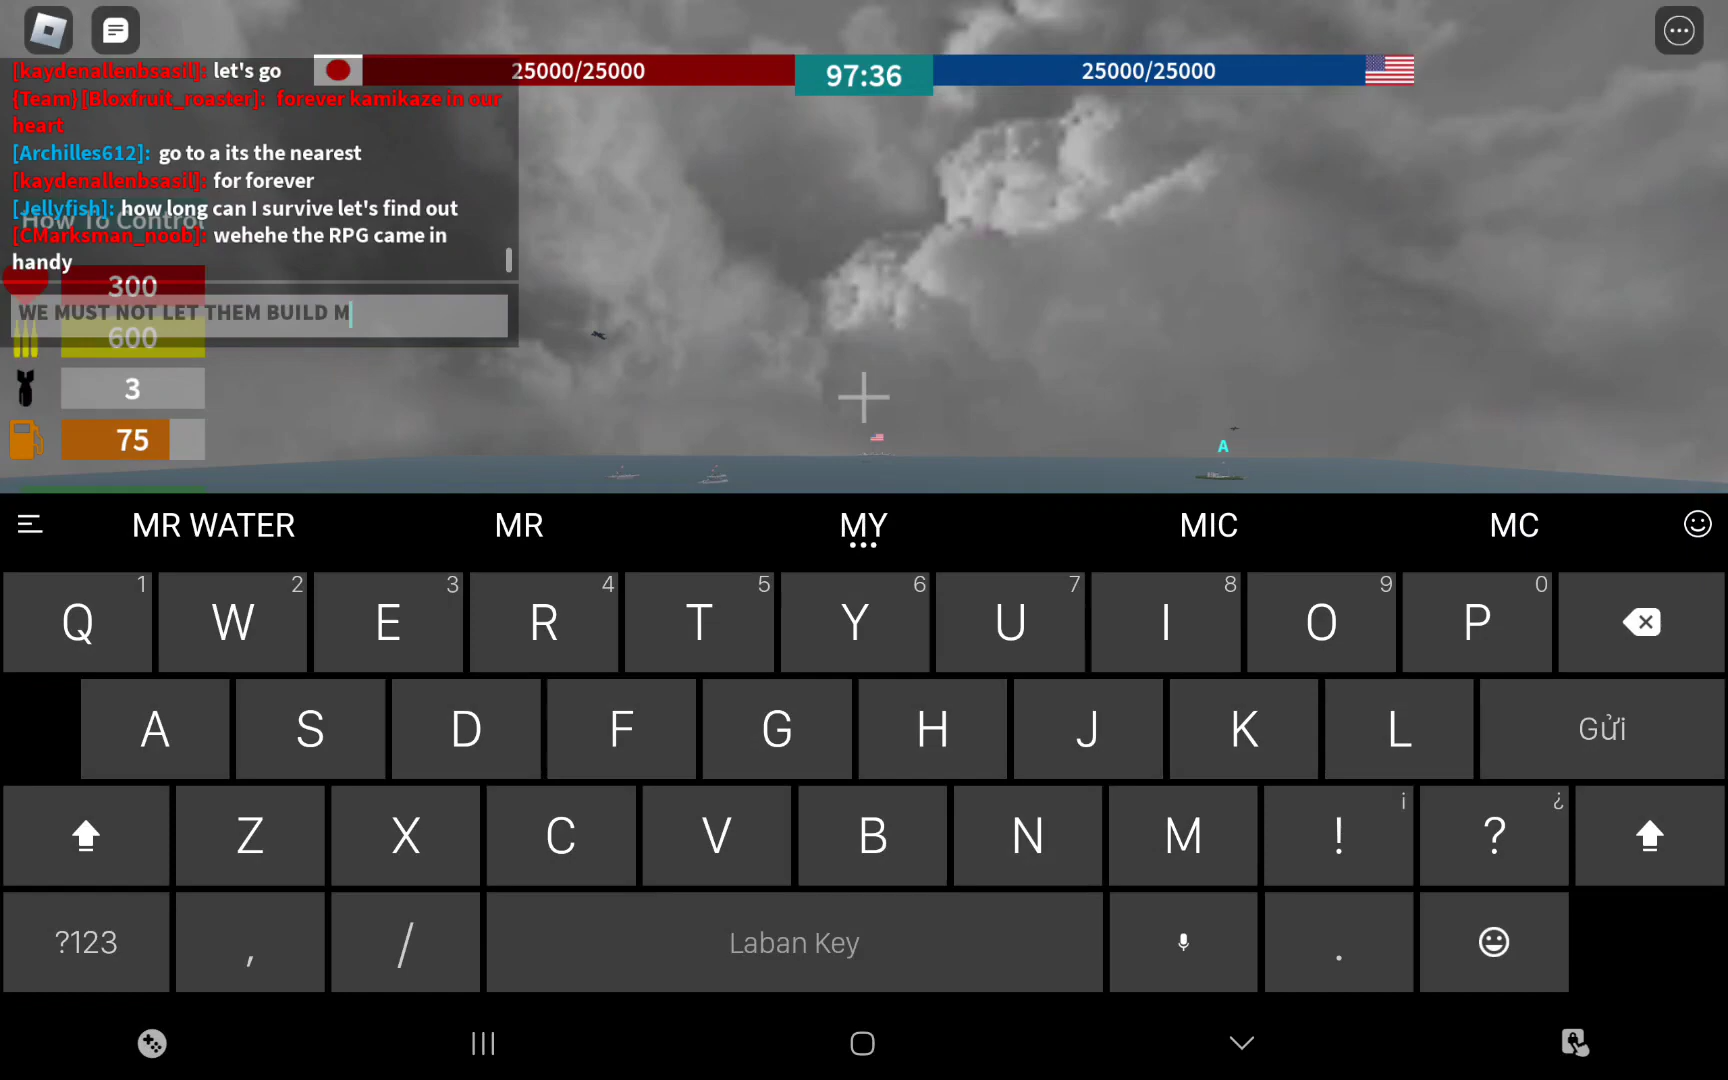 [kaydenallenbsasil]: let's go
25000/25000
97:36
25000/25000
{Team}[Bloxfruit_roaster]: forever kamikaze in our
heart
[Archilles612]: go to a its the nearest
[kaydenallenbsasil]: for forever
[Jellyfish]: how long can I survive let's find out
How To Control
[CMarksman_noob]: wehehe the RPG came in
handy
300
WE MUST NOT LET THEM BUILD M
600
3
75
A
MR WATER MR MY MIC MC
1 2 3 4 5 6 7 8 9 0
Q W E R T Y U I O P
A S D F G H J K L Gửi
¡ ¿
Z X C V B N M ! ?
?123 , / Laban Key .